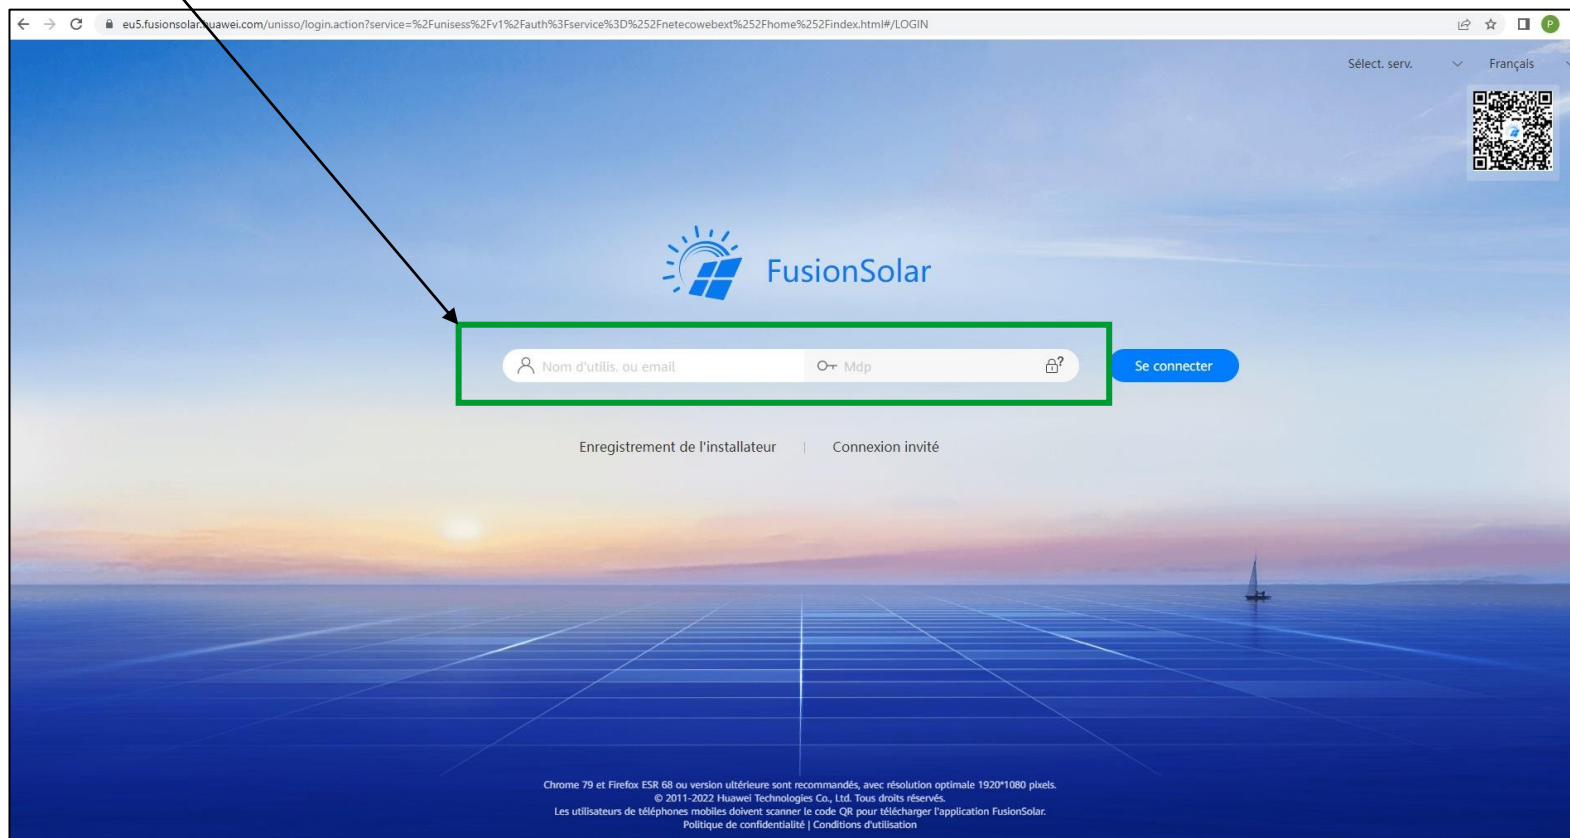 eu5.fusionsolar.huawei.com/unisso/login.action?service=%2Funisess%2Fv1%2Fauth%3Fservice%3D%252Fnetecowebext%252Fhome%252Findex.html#/LOGIN
P
Sélect. serv.
Français
FusionSolar
Nom d'utilis. ou email
Mdp
?
Se connecter
Enregistrement de l'installateur | Connexion invité
Chrome 79 et Firefox ESR 68 ou version ultérieure sont recommandés, avec résolution optimale 1920*1080 pixels.
© 2011-2022 Huawei Technologies Co., Ltd. Tous droits réservés.
Les utilisateurs de téléphones mobiles doivent scanner le code QR pour télécharger l'application FusionSolar.
Politique de confidentialité | Conditions d'utilisation